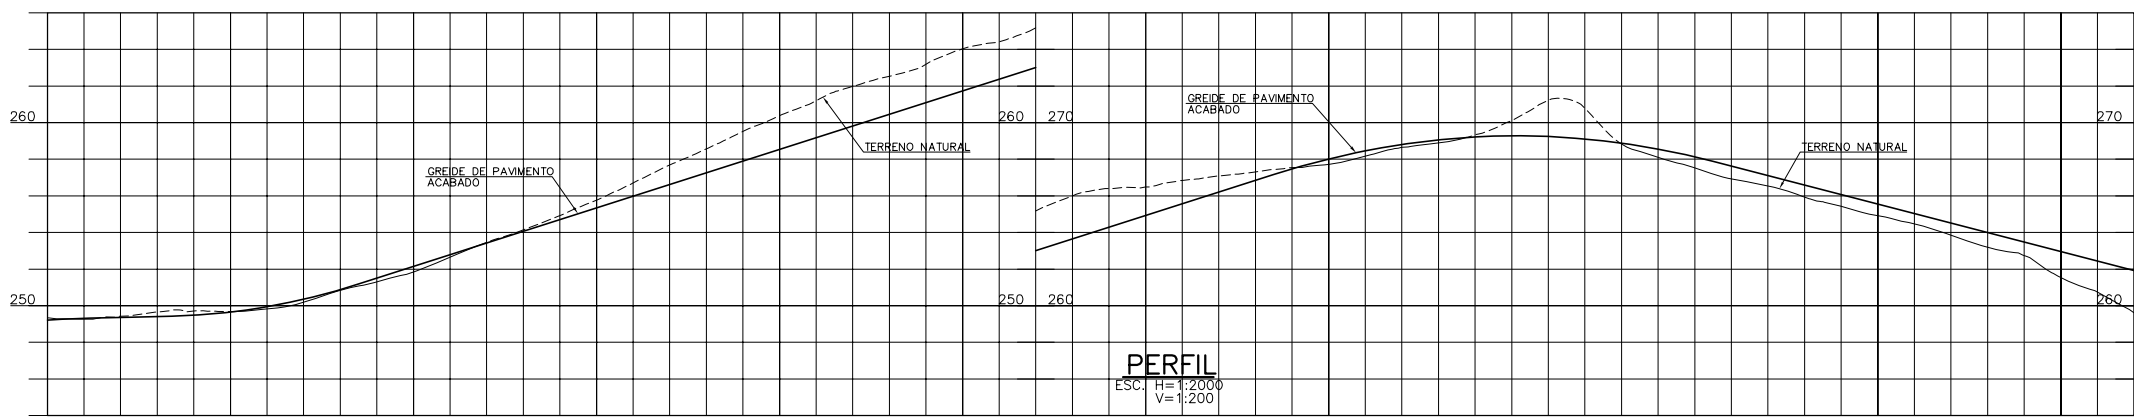 260
250
GREIDE DE PAVIMENTO
ACABADO
TERRENO NATURAL
260 270
250 260
GREIDE DE PAVIMENTO
ACABADO
TERRENO NATURAL
270
260
PERFIL
ESC. H=1:2000
V=1:200